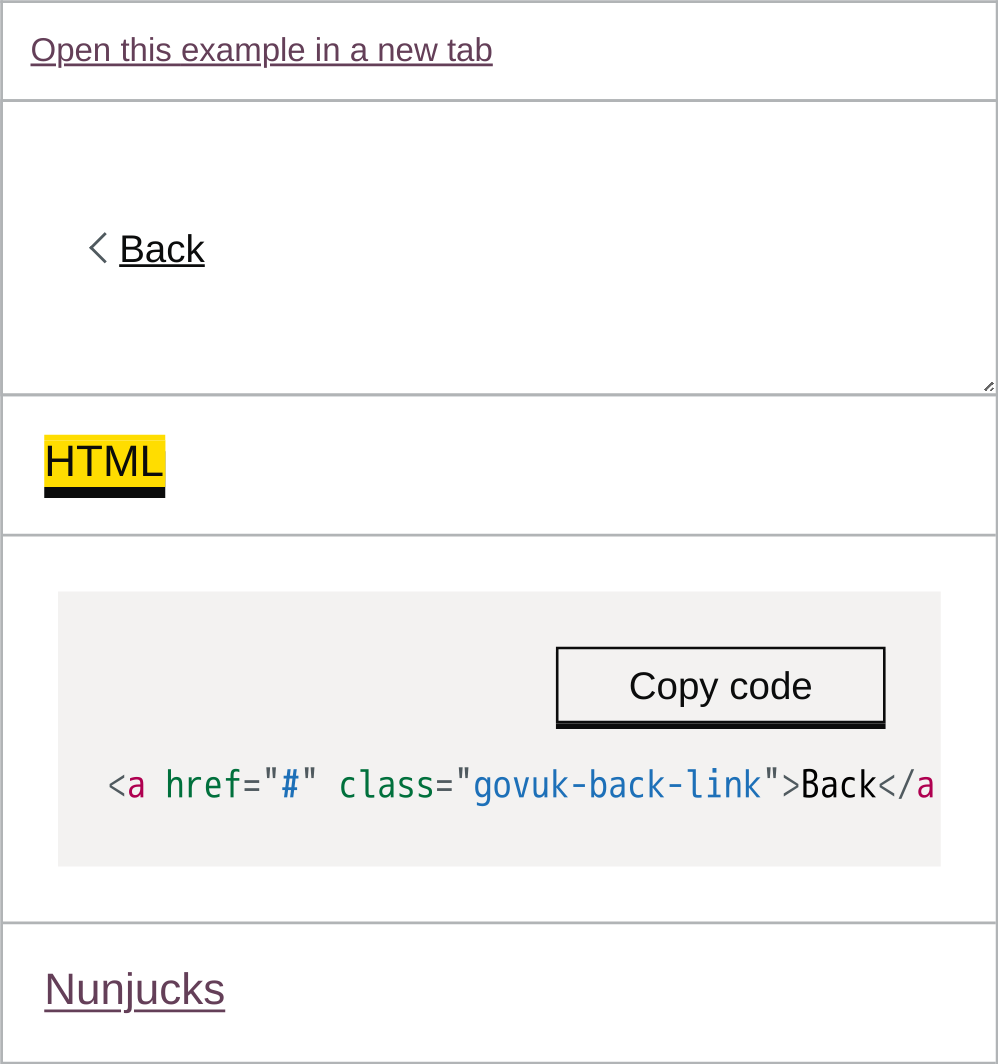 Open this example in a new tab
Back
HTML
Copy code
<a href="#" class="govuk-back-link">Back</a
Nunjucks